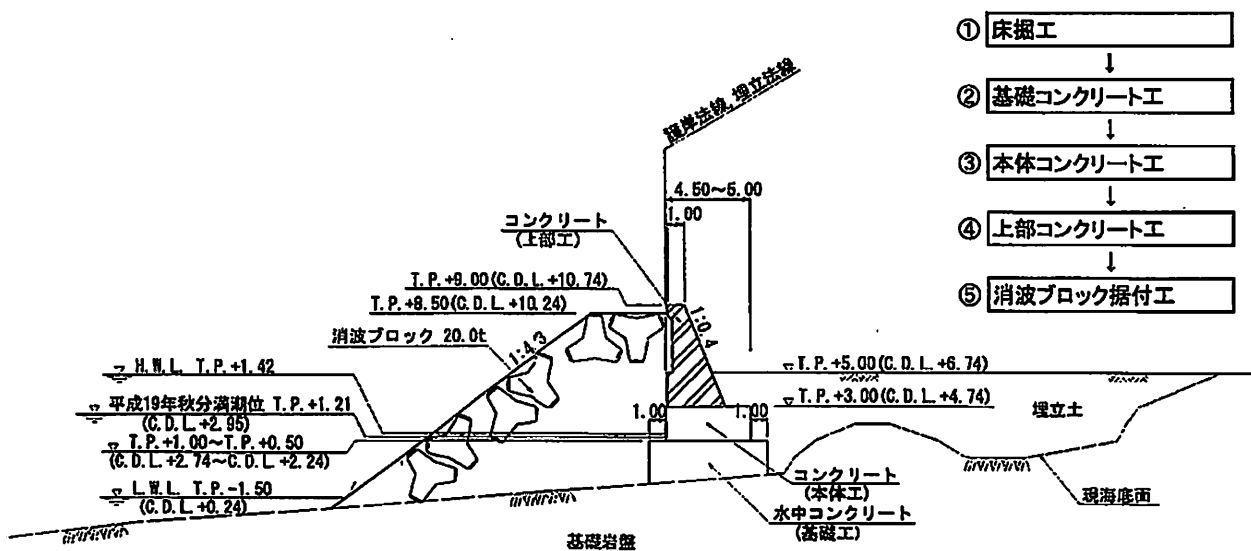 ① 床掘工
↓
② 基礎コンクリート工
↓
③ 本体コンクリート工
↓
④ 上部コンクリート工
↓
⑤ 消波ブロック据付工
護岸法線, 埋立法線
4.50～5.00
1.00
コンクリート
(上部工)
T.P.+9.00(C.D.L.+10.74)
T.P.+8.50(C.D.L.+10.24)
消波ブロック 20.0t
1:4/3
1:0.4
H.W.L. T.P.+1.42
平成19年秋分満潮位 T.P.+1.21
(C.D.L.+2.95)
T.P.+1.00～T.P.+0.50
(C.D.L.+2.74～C.D.L.+2.24)
L.W.L. T.P.-1.50
(C.D.L.+0.24)
T.P.+5.00(C.D.L.+6.74)
T.P.+3.00(C.D.L.+4.74)
埋立土
1.00
1.00
コンクリート
(本体工)
水中コンクリート
(基礎工)
現海底面
基礎岩盤